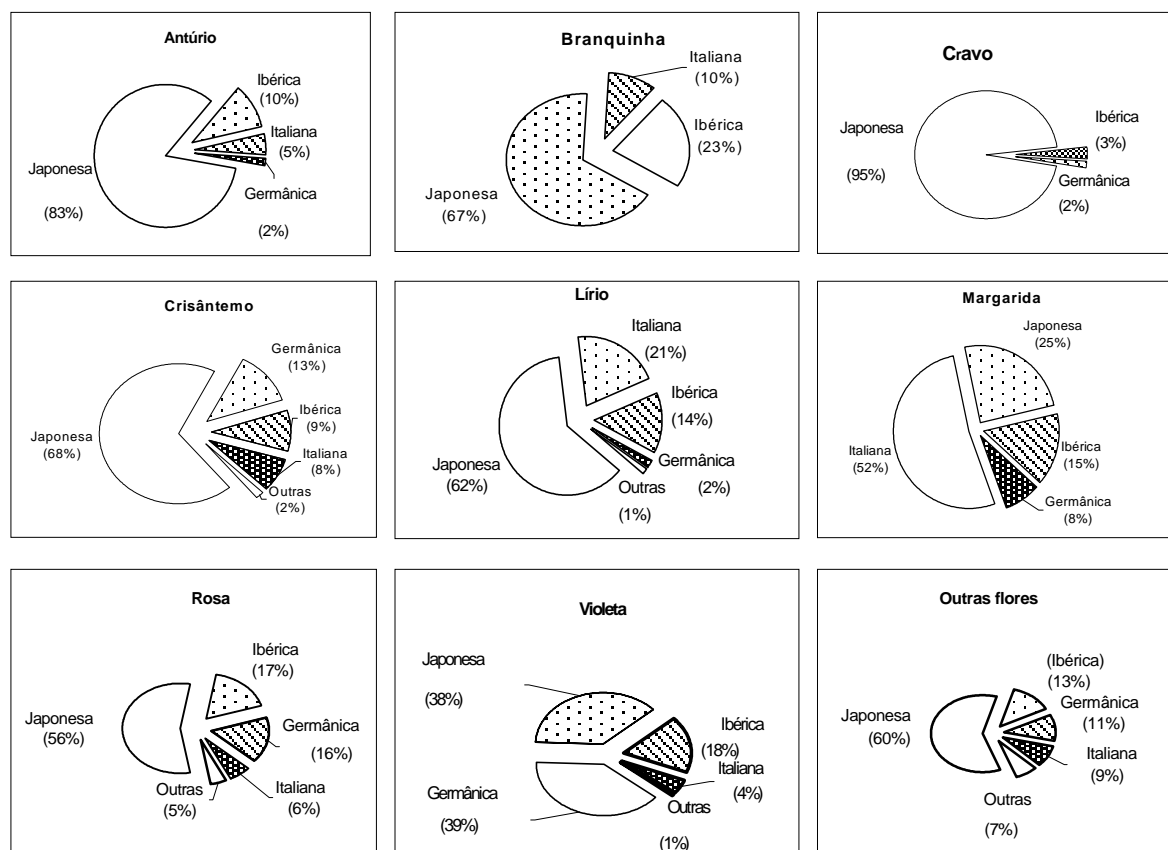 Antúrio
Ibérica
(10%)
Italiana
(5%)
Germânica
(2%)
Japonesa
(83%)
Branquinha
Italiana
(10%)
Ibérica
(23%)
Japonesa
(67%)
Cravo
Japonesa
(95%)
Ibérica
(3%)
Germânica
(2%)
Crisântemo
Germânica
(13%)
Ibérica
(9%)
Italiana
(8%)
Outras
(2%)
Japonesa
(68%)
Lírio
Italiana
(21%)
Ibérica
(14%)
Germânica
(2%)
Outras
(1%)
Japonesa
(62%)
Margarida
Japonesa
(25%)
Ibérica
(15%)
Germânica
(8%)
Italiana
(52%)
Rosa
Ibérica
(17%)
Germânica
(16%)
Italiana
(6%)
Outras
(5%)
Japonesa
(56%)
Violeta
Japonesa
(38%)
Ibérica
(18%)
Italiana
(4%)
Outras
(1%)
Germânica
(39%)
Outras flores
(Ibérica)
(13%)
Germânica
(11%)
Italiana
(9%)
Outras
(7%)
Japonesa
(60%)